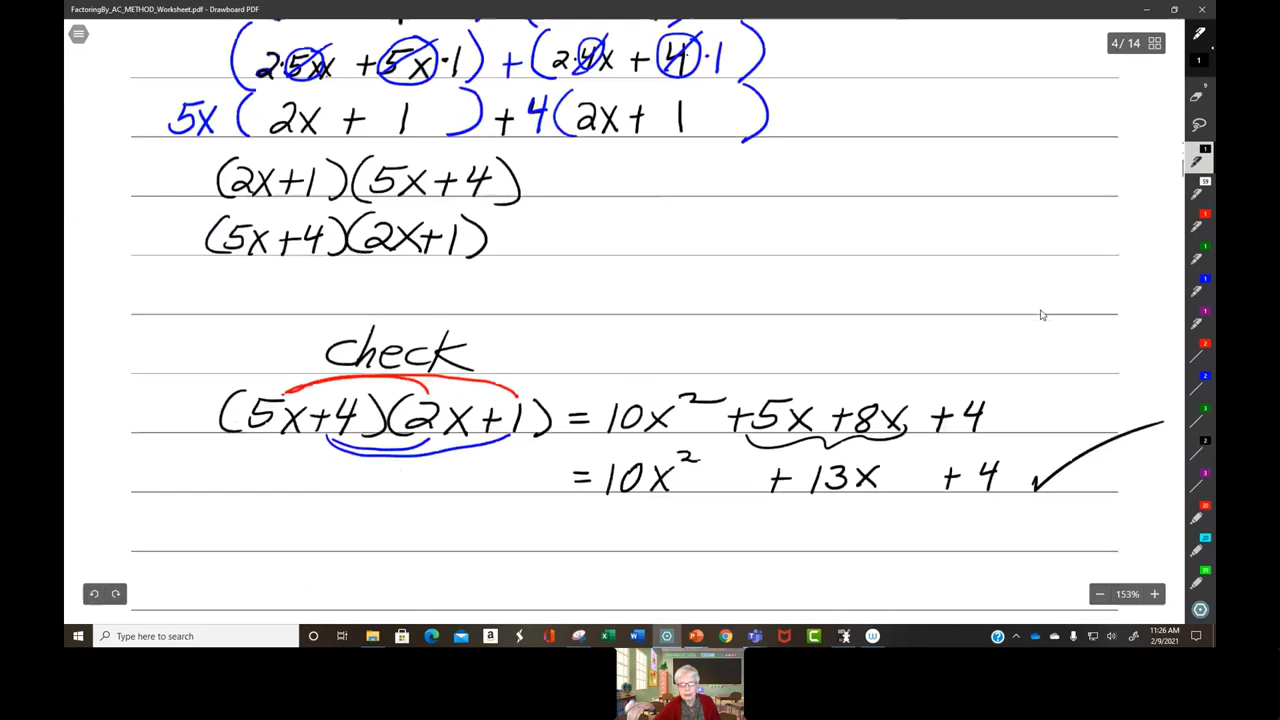 FactoringBy_AC_METHOD_Worksheet.pdf - Drawboard PDF
4 / 14
(2·5x + 5x·1) + (2·4x + 4·1)
5x ( 2x + 1 ) + 4 ( 2x + 1 )
(2x+1)(5x+4)
(5x+4)(2x+1)
check
(5x+4)(2x+1) = 10x² +5x +8x +4
= 10x² + 13x + 4 ✓
153%
Type here to search
11:26 AM
2/9/2021